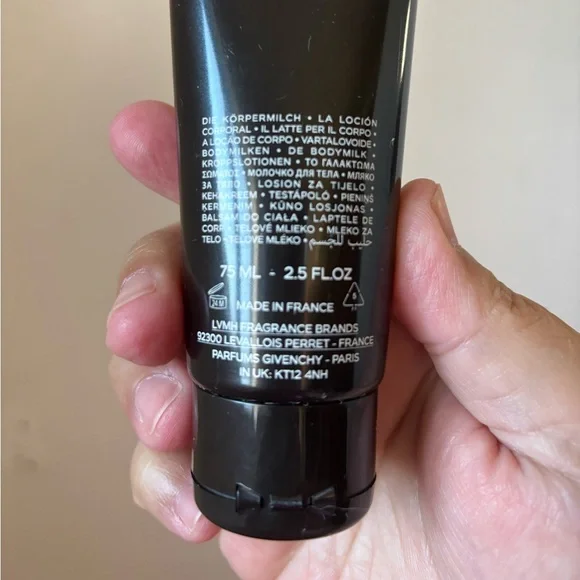 DIE KÖRPERMILCH • LA LOCIÓN
CORPORAL • IL LATTE PER IL CORPO •
A LOÇÃO DE CORPO • VARTALOVOIDE •
BODYMILKEN • DE BODYMILK •
KROPPSLOTIONEN • ΤΟ ΓΑΛΑΚΤΩΜΑ
ΣΩΜΑΤΟΣ • МОЛОЧКО ДЛЯ ТЕЛА • МЛЯКО
ЗА ТЯЛО • LOSION ZA TIJELO •
KEHAKREEM • TESTÁPOLÓ • PIENIŅŠ
ĶERMENIM • KŪNO LOSJONAS •
BALSAM DO CIAŁA • LAPTELE DE
CORP • TELOVÉ MLIEKO • MLEKO ZA
TELO • TĚLOVÉ MLÉKO • حليب للجسم
75 ML - 2.5 FL.OZ
24 M MADE IN FRANCE
LVMH FRAGRANCE BRANDS
92300 LEVALLOIS PERRET - FRANCE
PARFUMS GIVENCHY - PARIS
IN UK: KT12 4NH